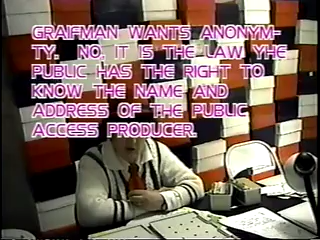 GRAIFMAN WANTS ANONYM-
TY. NO, IT IS THE LAW YHE
PUBLIC HAS THE RIGHT TO
KNOW THE NAME AND
ADDRESS OF THE PUBLIC
ACCESS PRODUCER.